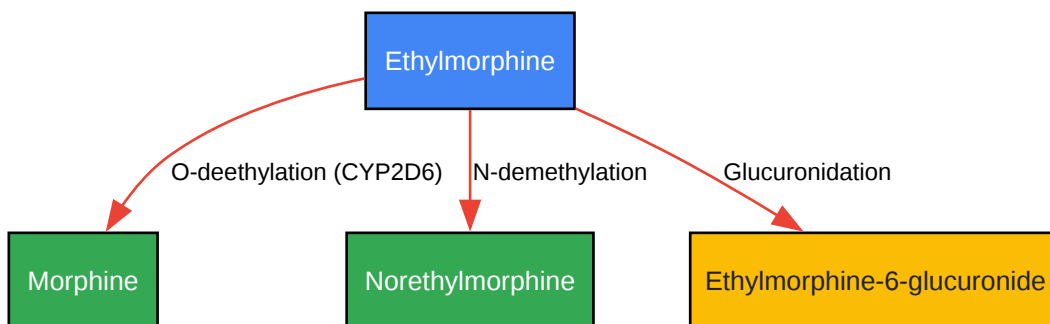 Ethylmorphine
O-deethylation (CYP2D6)
N-demethylation
Glucuronidation
Morphine
Norethylmorphine
Ethylmorphine-6-glucuronide